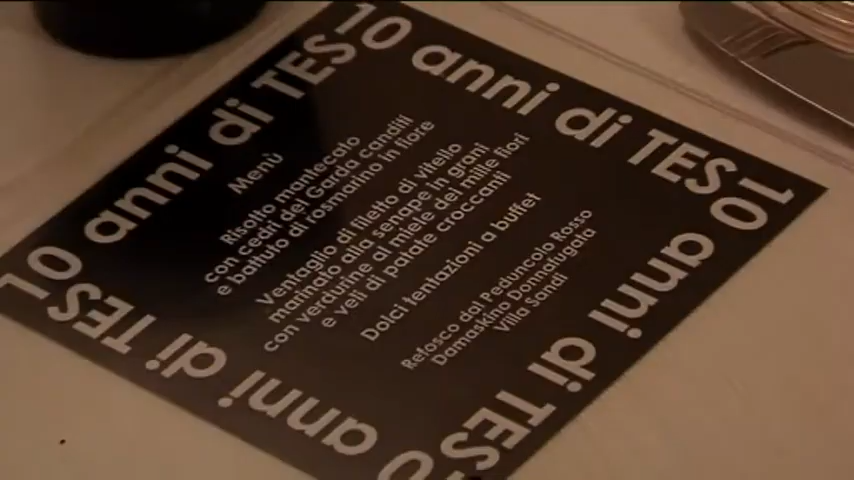 10 anni di TES
10 anni di TES
10 anni di TES
10 anni di TES
Menù
Risotto mantecato
con cedri del Garda canditi
e battuto di rosmarino in fiore
Ventaglio di filetto di vitello
marinato alla senape in grani
con verdurine al miele del mille fiori
e veli di patate croccanti
Dolci tentazioni a buffet
Refosco dal Peduncolo Rosso
Damaskino Donnafugata
Villa Sandi